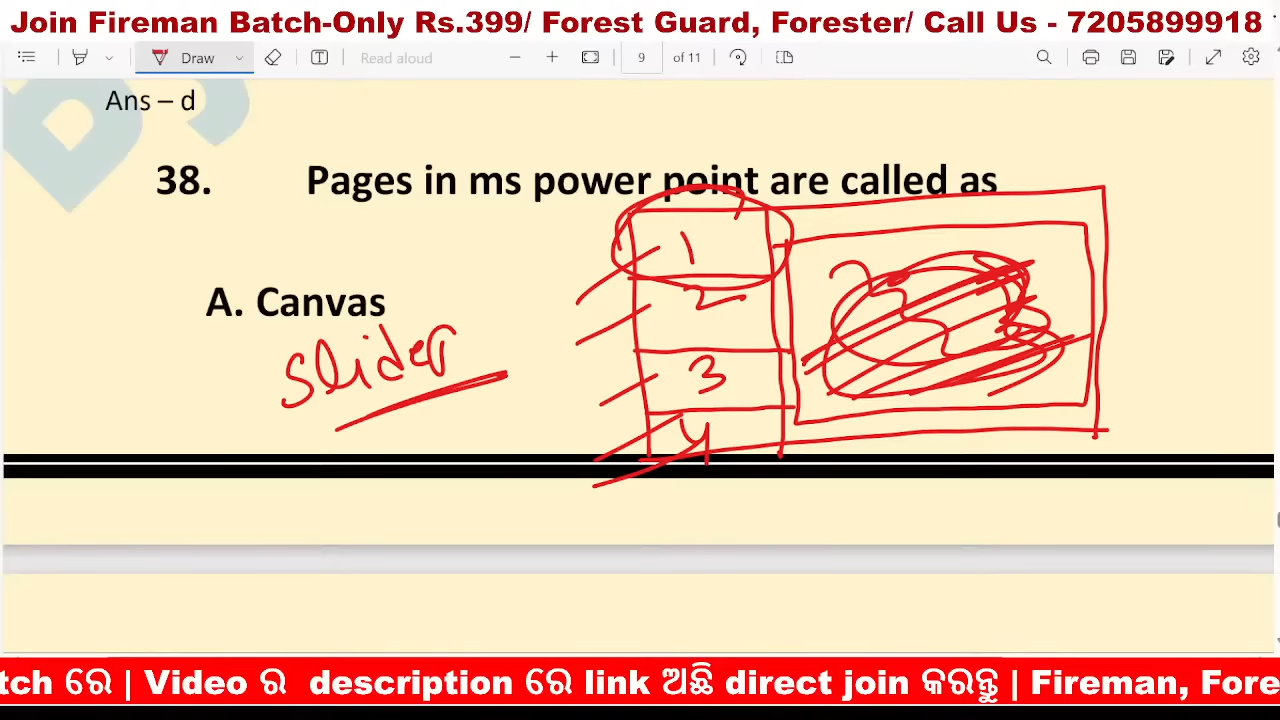 Join Fireman Batch-Only Rs.399/ Forest Guard, Forester/ Call Us - 7205899918
Draw
Read aloud
9 of 11
Ans – d
38. Pages in ms power point are called as
1
2
A. Canvas
slider
3
4
tch ରେ | Video ର description ରେ link ଅଛି direct join କରନ୍ତୁ | Fireman, Fore